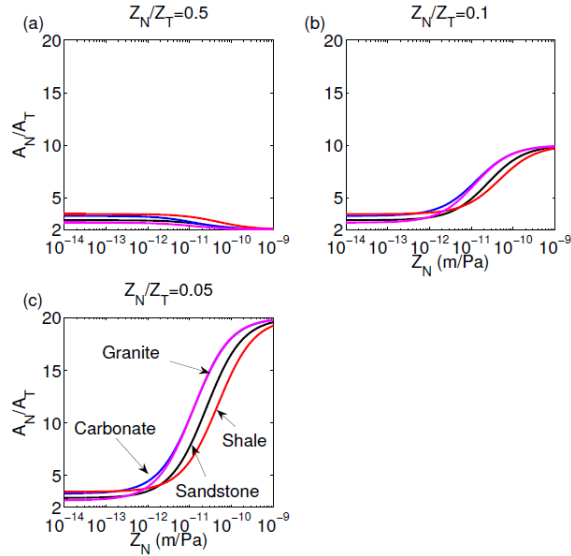 (a) Z_N/Z_T=0.5
20
15
10
5
2
A_N/A_T
10^−14 10^−13 10^−12 10^−11 10^−10 10^−9
(b) Z_N/Z_T=0.1
20
15
10
5
2
10^−14 10^−13 10^−12 10^−11 10^−10 10^−9
Z_N (m/Pa)
(c) Z_N/Z_T=0.05
20
15
10
5
2
A_N/A_T
Granite
Carbonate
Shale
Sandstone
10^−14 10^−13 10^−12 10^−11 10^−10 10^−9
Z_N (m/Pa)